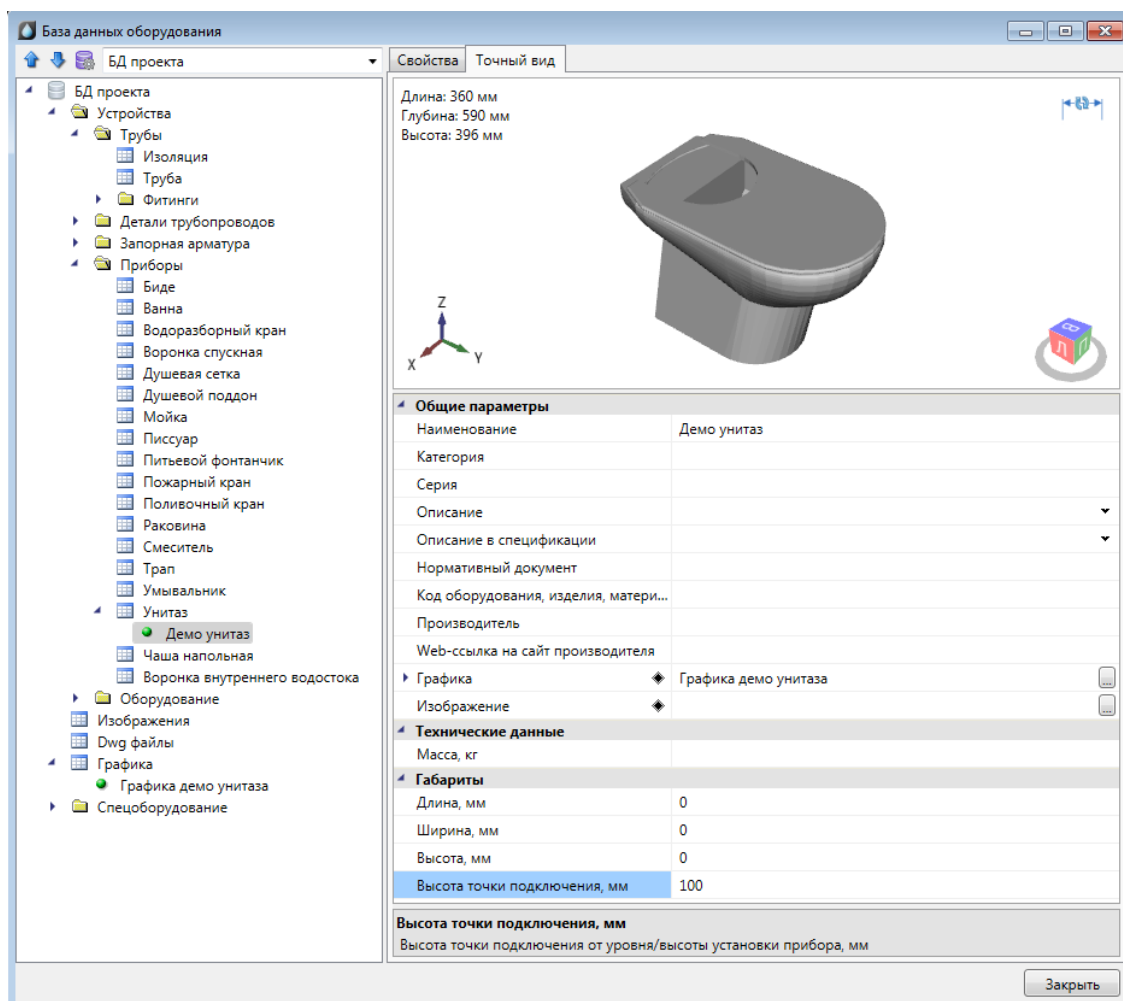 База данных оборудования
БД проекта
БД проекта
Устройства
Трубы
Изоляция
Труба
Фитинги
Детали трубопроводов
Запорная арматура
Приборы
Биде
Ванна
Водоразборный кран
Воронка спускная
Душевая сетка
Душевой поддон
Мойка
Писсуар
Питьевой фонтанчик
Пожарный кран
Поливочный кран
Раковина
Смеситель
Трап
Умывальник
Унитаз
Демо унитаз
Чаша напольная
Воронка внутреннего водостока
Оборудование
Изображения
Dwg файлы
Графика
Графика демо унитаза
Спецоборудование
Свойства Точный вид
Длина: 360 мм
Глубина: 590 мм
Высота: 396 мм
Z
X Y
В
Л П
Общие параметры
Наименование Демо унитаз
Категория
Серия
Описание
Описание в спецификации
Нормативный документ
Код оборудования, изделия, матери...
Производитель
Web-ссылка на сайт производителя
Графика Графика демо унитаза ...
Изображение ...
Технические данные
Масса, кг
Габариты
Длина, мм 0
Ширина, мм 0
Высота, мм 0
Высота точки подключения, мм 100
Высота точки подключения, мм
Высота точки подключения от уровня/высоты установки прибора, мм
Закрыть